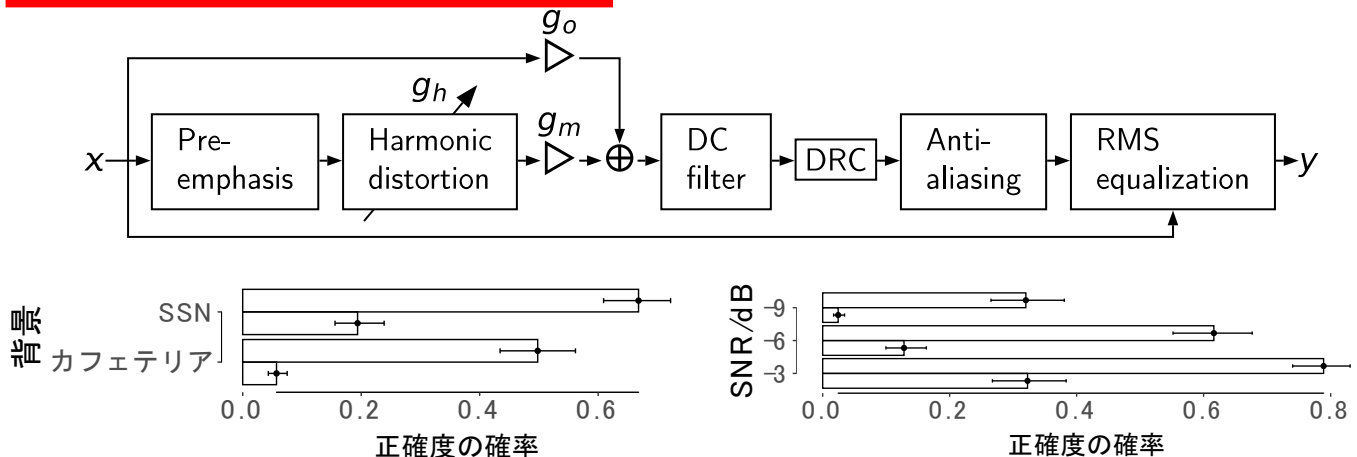 g_o
g_h
g_m
x
Pre-
emphasis
Harmonic
distortion
⊕
DC
filter
DRC
Anti-
aliasing
RMS
equalization
y
背景
SSN
カフェテリア
0.0 0.2 0.4 0.6
正確度の確率
SNR/dB
-9
-6
-3
0.0 0.2 0.4 0.6 0.8
正確度の確率